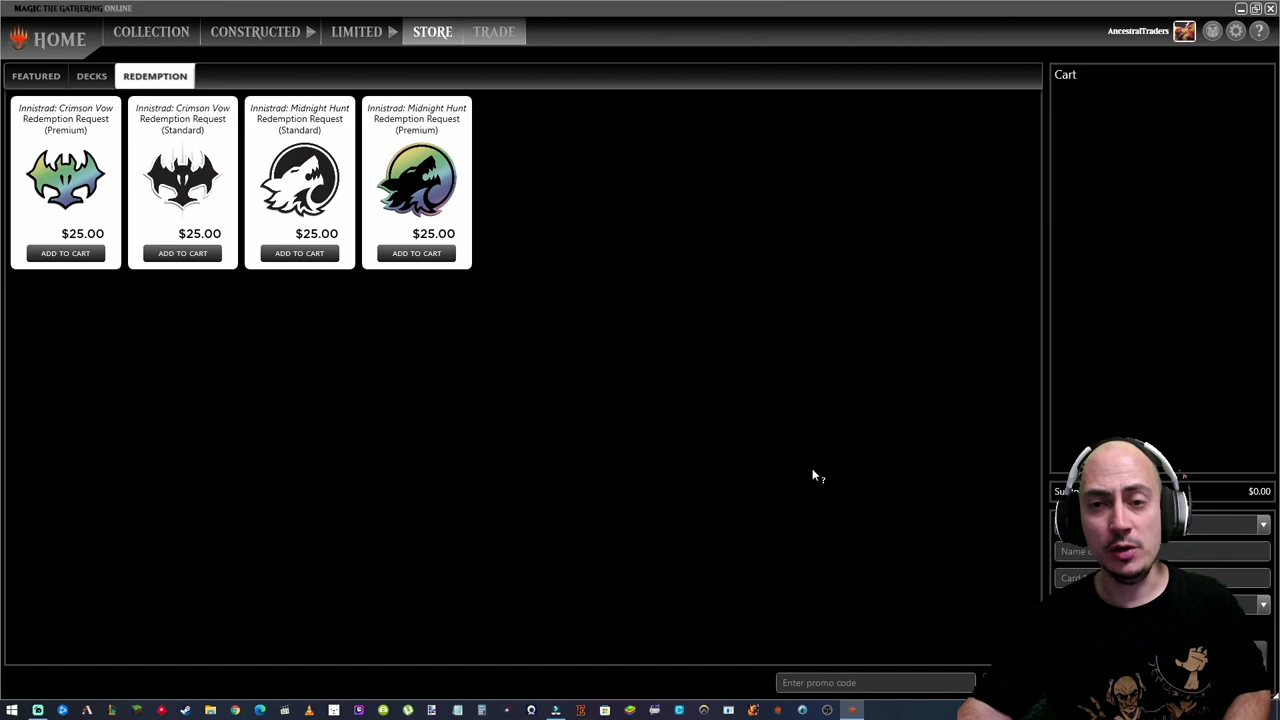 MAGIC THE GATHERING ONLINE
HOME
COLLECTION
CONSTRUCTED
LIMITED
STORE
TRADE
AncestralTraders
FEATURED
DECKS
REDEMPTION
Innistrad: Crimson Vow
Redemption Request
(Premium)
$25.00
ADD TO CART
Innistrad: Crimson Vow
Redemption Request
(Standard)
$25.00
ADD TO CART
Innistrad: Midnight Hunt
Redemption Request
(Standard)
$25.00
ADD TO CART
Innistrad: Midnight Hunt
Redemption Request
(Premium)
$25.00
ADD TO CART
Cart
$0.00
Name
Card
Enter promo code